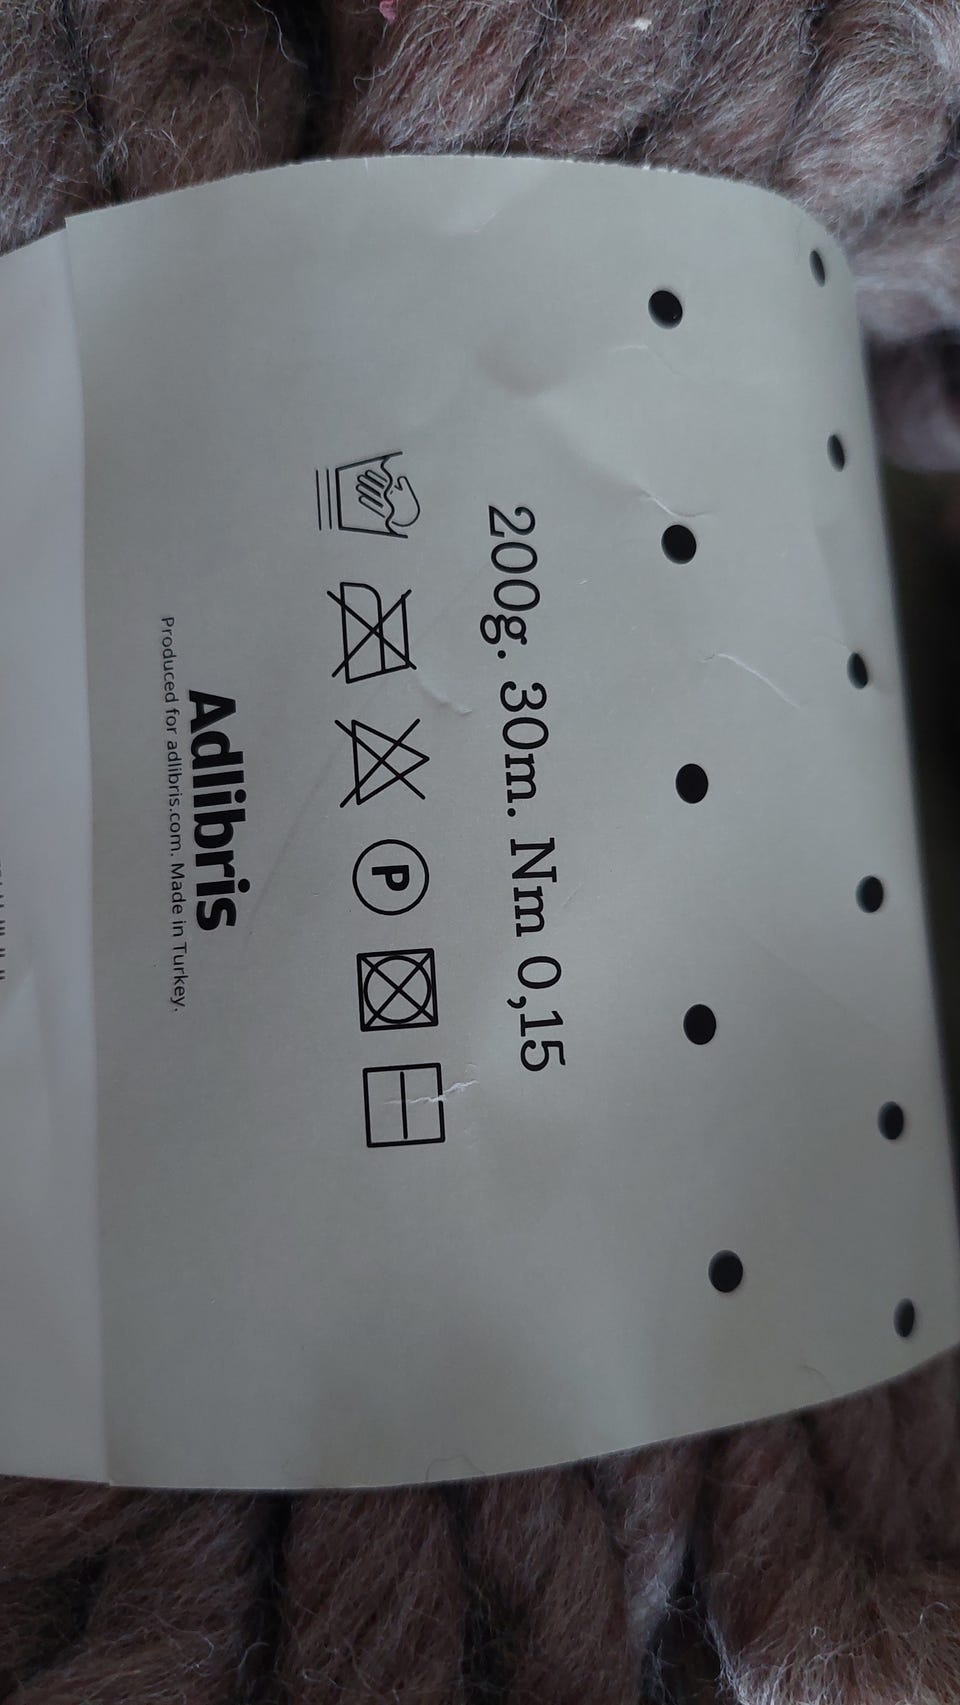 200g. 30m. Nm 0,15
P
Adlibris
Produced for adlibris.com. Made in Turkey.